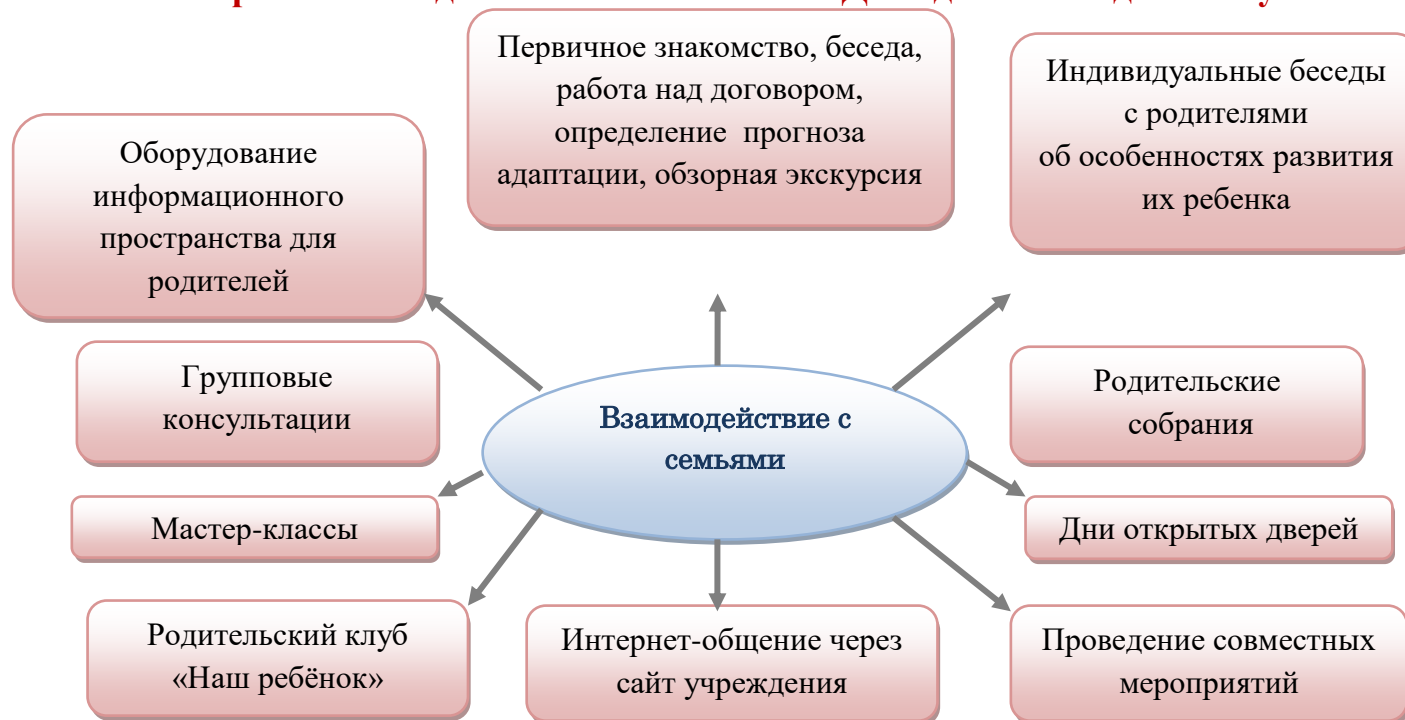 Первичное знакомство, беседа,
работа над договором,
определение прогноза
адаптации, обзорная экскурсия
Индивидуальные беседы
с родителями
об особенностях развития
их ребенка
Оборудование
информационного
пространства для
родителей
Групповые
консультации
Взаимодействие с
семьями
Родительские
собрания
Мастер-классы
Дни открытых дверей
Родительский клуб
«Наш ребёнок»
Интернет-общение через
сайт учреждения
Проведение совместных
мероприятий